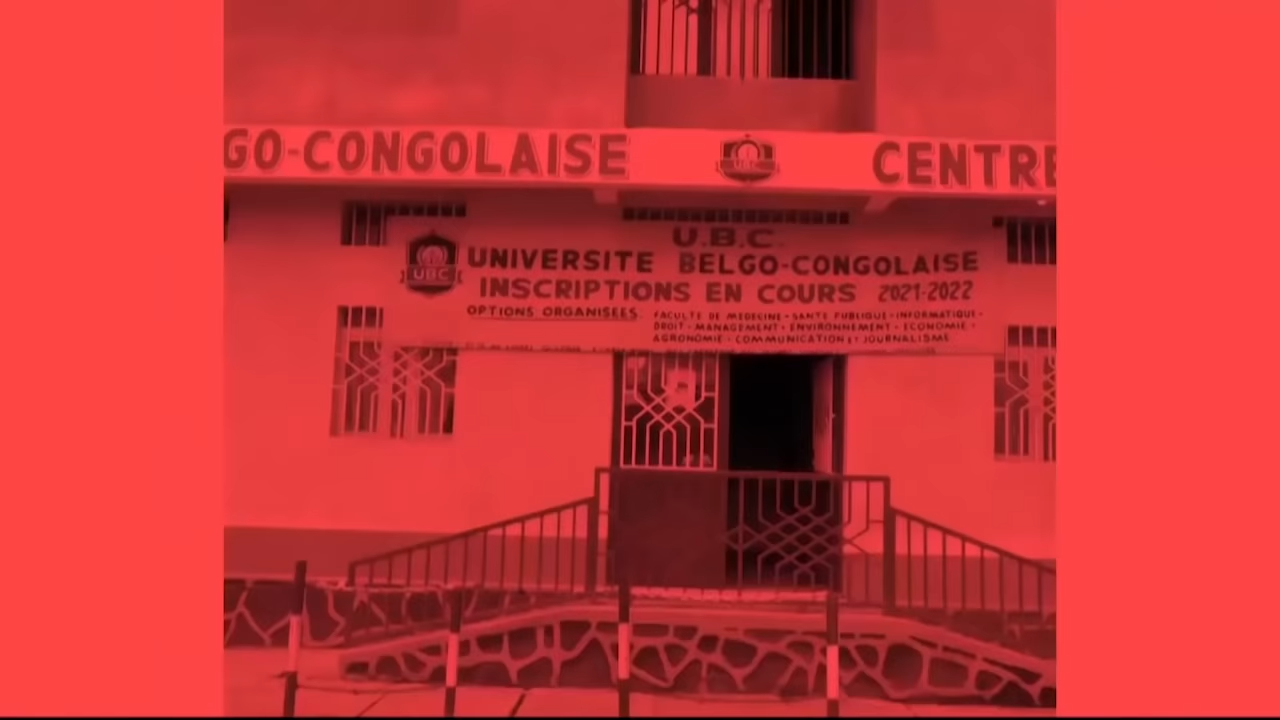 GO-CONGOLAISE UBC CENTRE
U.B.C.
UBC UNIVERSITE BELGO-CONGOLAISE
INSCRIPTIONS EN COURS 2021-2022
OPTIONS ORGANISEES: FACULTE DE MEDECINE - SANTE PUBLIQUE - INFORMATIQUE -
DROIT - MANAGEMENT - ENVIRONNEMENT - ECONOMIE -
AGRONOMIE - COMMUNICATION ET JOURNALISME